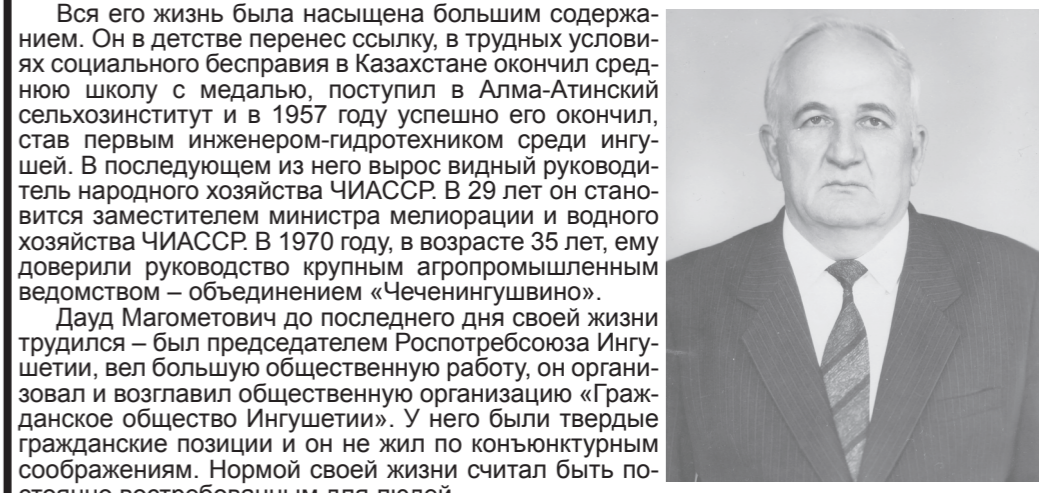 Вся его жизнь была насыщена большим содержа-
нием. Он в детстве перенес ссылку, в трудных услови-
ях социального бесправия в Казахстане окончил сред-
нюю школу с медалью, поступил в Алма-Атинский
сельхозинститут и в 1957 году успешно его окончил,
став первым инженером-гидротехником среди ингу-
шей. В последующем из него вырос видный руководи-
тель народного хозяйства ЧИАССР. В 29 лет он стано-
вится заместителем министра мелиорации и водного
хозяйства ЧИАССР. В 1970 году, в возрасте 35 лет, ему
доверили руководство крупным агропромышленным
ведомством – объединением «Чеченингушвино».
Дауд Магометович до последнего дня своей жизни
трудился – был председателем Роспотребсоюза Ингу-
шетии, вел большую общественную работу, он органи-
зовал и возглавил общественную организацию «Граж-
данское общество Ингушетии». У него были твердые
гражданские позиции и он не жил по конъюнктурным
соображениям. Нормой своей жизни считал быть по-
стоянно востребованным для людей